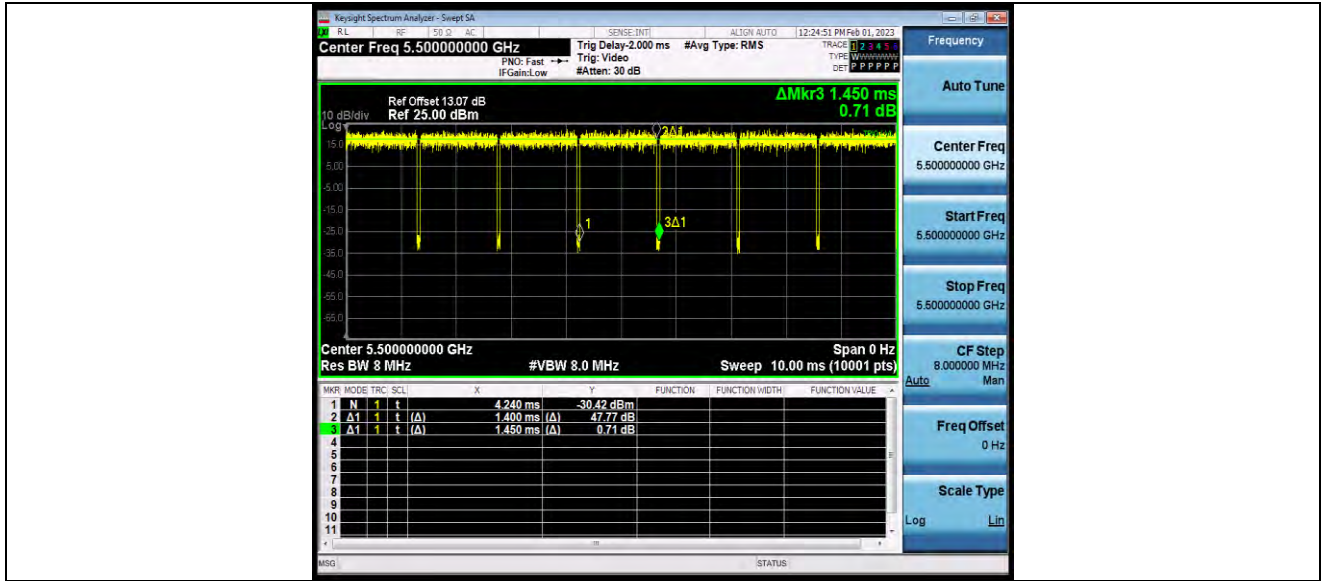 Keysight Spectrum Analyzer - Swept SA
RL RF 50 Ω AC SENSE:INT ALIGN AUTO 12:24:51 PM Feb 01, 2023
Center Freq 5.500000000 GHz Trig Delay-2.000 ms #Avg Type: RMS TRACE 1 2 3 4 5 6
PNO: Fast Trig: Video TYPE WWWWWW
IFGain:Low #Atten: 30 dB DET P P P P P P
ΔMkr3 1.450 ms
Ref Offset 13.07 dB
10 dB/div Ref 25.00 dBm 0.71 dB
Log
2Δ1
15.0
5.00
-5.00
-15.0
1 3Δ1
-25.0
-35.0
-45.0
-55.0
-65.0
Center 5.500000000 GHz Span 0 Hz
Res BW 8 MHz #VBW 8.0 MHz Sweep 10.00 ms (10001 pts)
MKR MODE TRC SCL X Y FUNCTION FUNCTION WIDTH FUNCTION VALUE
1 N 1 t 4.240 ms -30.42 dBm
2 Δ1 1 t (Δ) 1.400 ms (Δ) 47.77 dB
3 Δ1 1 t (Δ) 1.450 ms (Δ) 0.71 dB
4
5
6
7
8
9
10
11
MSG STATUS
Frequency
Auto Tune
Center Freq
5.500000000 GHz
Start Freq
5.500000000 GHz
Stop Freq
5.500000000 GHz
CF Step
8.000000 MHz
Auto Man
Freq Offset
0 Hz
Scale Type
Log Lin